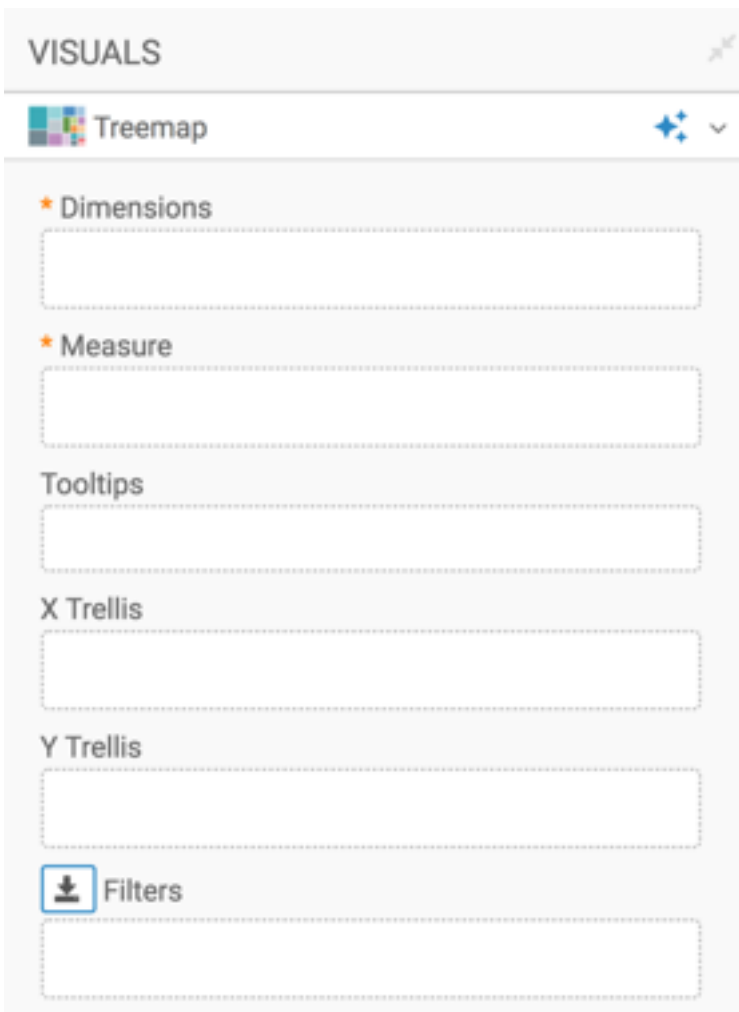 VISUALS
Treemap
* Dimensions
* Measure
Tooltips
X Trellis
Y Trellis
Filters